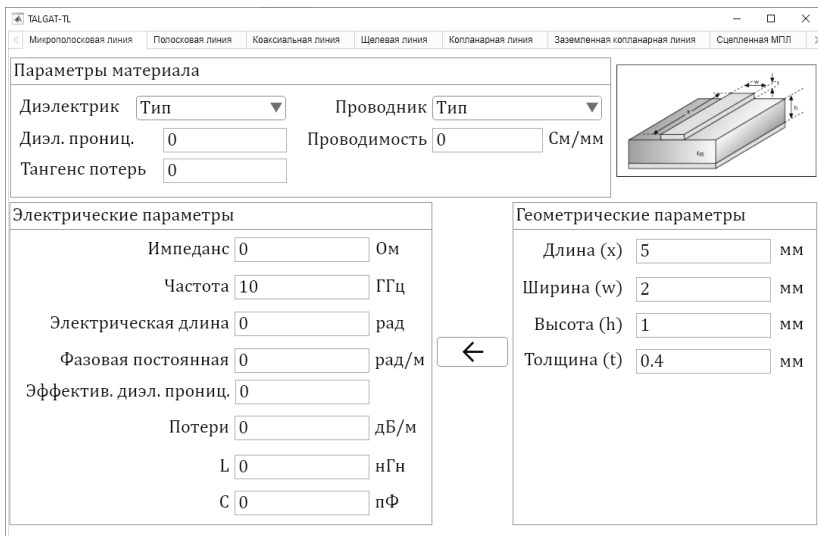 TALGAT-TL
Микрополосковая линия Полосковая линия Коаксиальная линия Щелевая линия Копланарная линия Заземленная копланарная линия Сцепленная МПЛ
Параметры материала
Диэлектрик Тип Проводник Тип
Диэл. прониц. 0 Проводимость 0 См/мм
Тангенс потерь 0
w t
x h
εд
Электрические параметры
Импеданс 0 Ом
Частота 10 ГГц
Электрическая длина 0 рад
Фазовая постоянная 0 рад/м
Эффектив. диэл. прониц. 0
Потери 0 дБ/м
L 0 нГн
C 0 пФ
Геометрические параметры
Длина (x) 5 мм
Ширина (w) 2 мм
Высота (h) 1 мм
Толщина (t) 0.4 мм